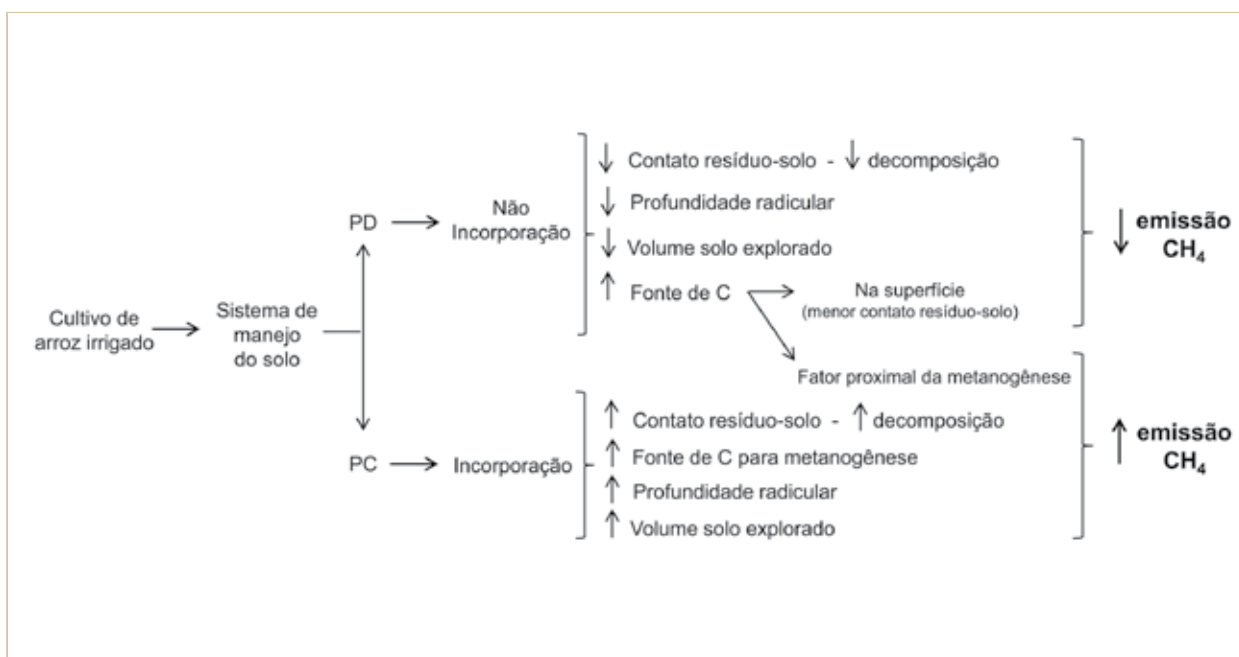 Cultivo de
arroz irrigado
Sistema de
manejo
do solo
PD
Não
Incorporação
↓ Contato resíduo-solo - ↓ decomposição
↓ Profundidade radicular
↓ Volume solo explorado
↑ Fonte de C
Na superfície
(menor contato resíduo-solo)
Fator proximal da metanogênese
↓ emissão
CH₄
PC
Incorporação
↑ Contato resíduo-solo - ↑ decomposição
↑ Fonte de C para metanogênese
↑ Profundidade radicular
↑ Volume solo explorado
↑ emissão
CH₄